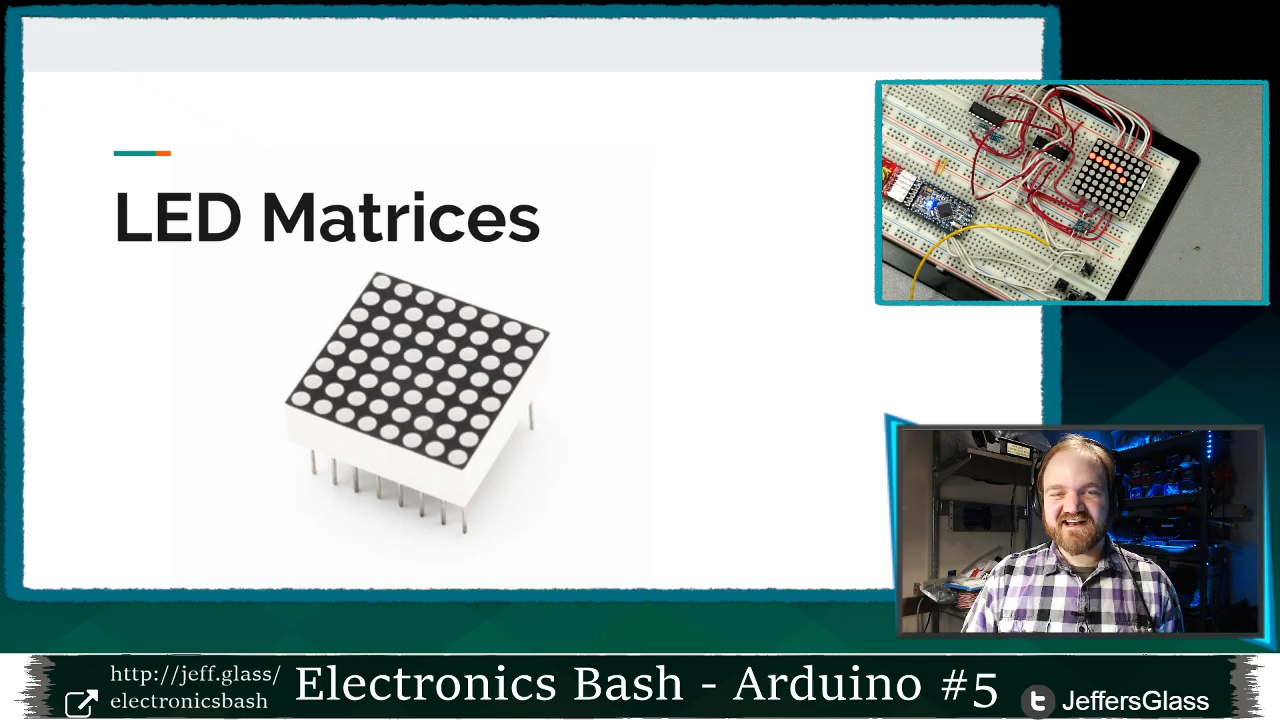 LED Matrices
http://jeff.glass/
electronicsbash
Electronics Bash - Arduino #5
JeffersGlass